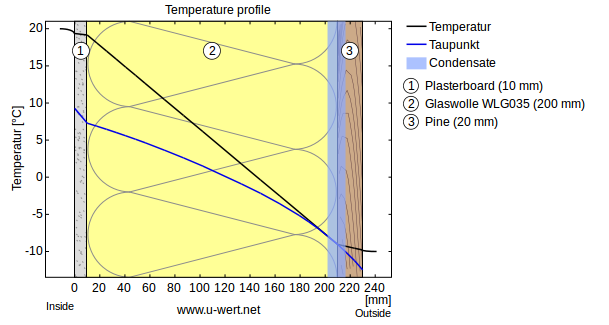 Temperature profile
20
15
10
5
0
-5
-10
Temperatur [°C]
1
2
3
0 20 40 60 80 100 120 140 160 180 200 220 240
[mm]
Inside
www.u-wert.net
Outside
Temperatur
Taupunkt
Condensate
1 Plasterboard (10 mm)
2 Glaswolle WLG035 (200 mm)
3 Pine (20 mm)